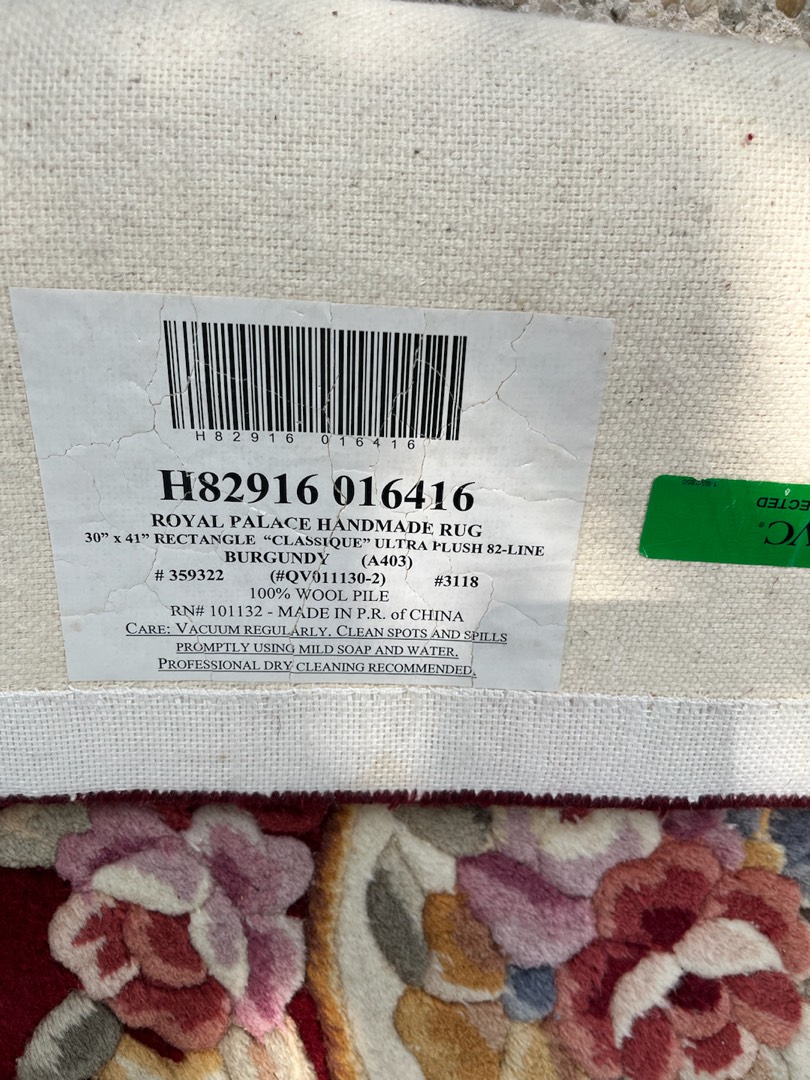 H82916 016416
H82916 016416
ROYAL PALACE HANDMADE RUG
30” x 41” RECTANGLE “CLASSIQUE” ULTRA PLUSH 82-LINE
BURGUNDY (A403)
# 359322 (#QV011130-2) #3118
100% WOOL PILE
RN# 101132 - MADE IN P.R. of CHINA
CARE: VACUUM REGULARLY. CLEAN SPOTS AND SPILLS
PROMPTLY USING MILD SOAP AND WATER.
PROFESSIONAL DRY CLEANING RECOMMENDED.
ECTED
VC